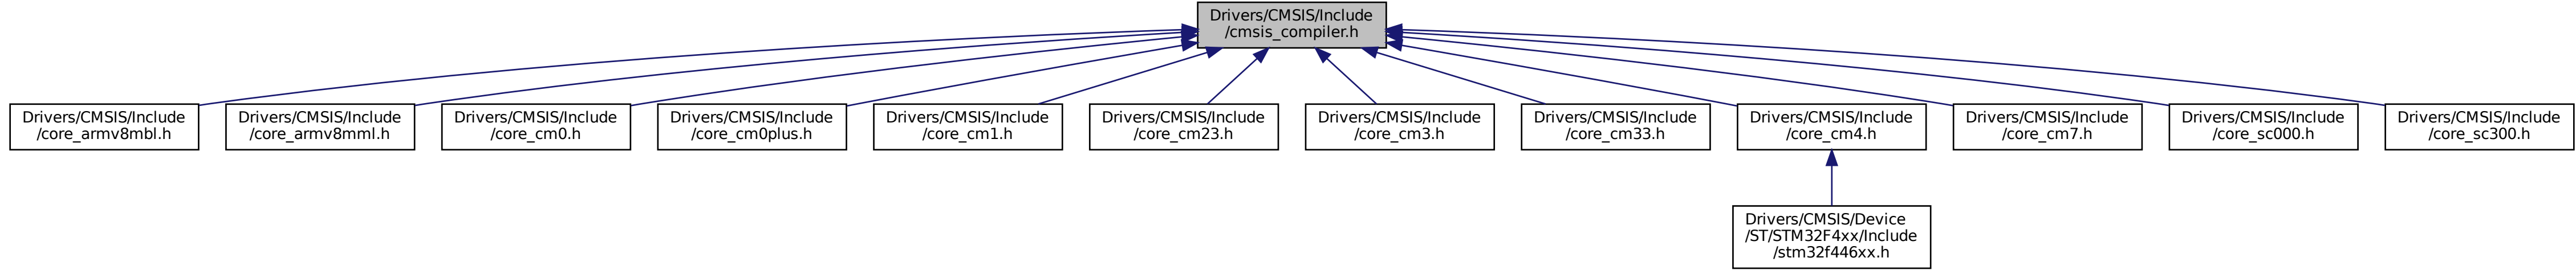 Drivers/CMSIS/Include
/cmsis_compiler.h
Drivers/CMSIS/Include
/core_armv8mbl.h
Drivers/CMSIS/Include
/core_armv8mml.h
Drivers/CMSIS/Include
/core_cm0.h
Drivers/CMSIS/Include
/core_cm0plus.h
Drivers/CMSIS/Include
/core_cm1.h
Drivers/CMSIS/Include
/core_cm23.h
Drivers/CMSIS/Include
/core_cm3.h
Drivers/CMSIS/Include
/core_cm33.h
Drivers/CMSIS/Include
/core_cm4.h
Drivers/CMSIS/Include
/core_cm7.h
Drivers/CMSIS/Include
/core_sc000.h
Drivers/CMSIS/Include
/core_sc300.h
Drivers/CMSIS/Device
/ST/STM32F4xx/Include
/stm32f446xx.h